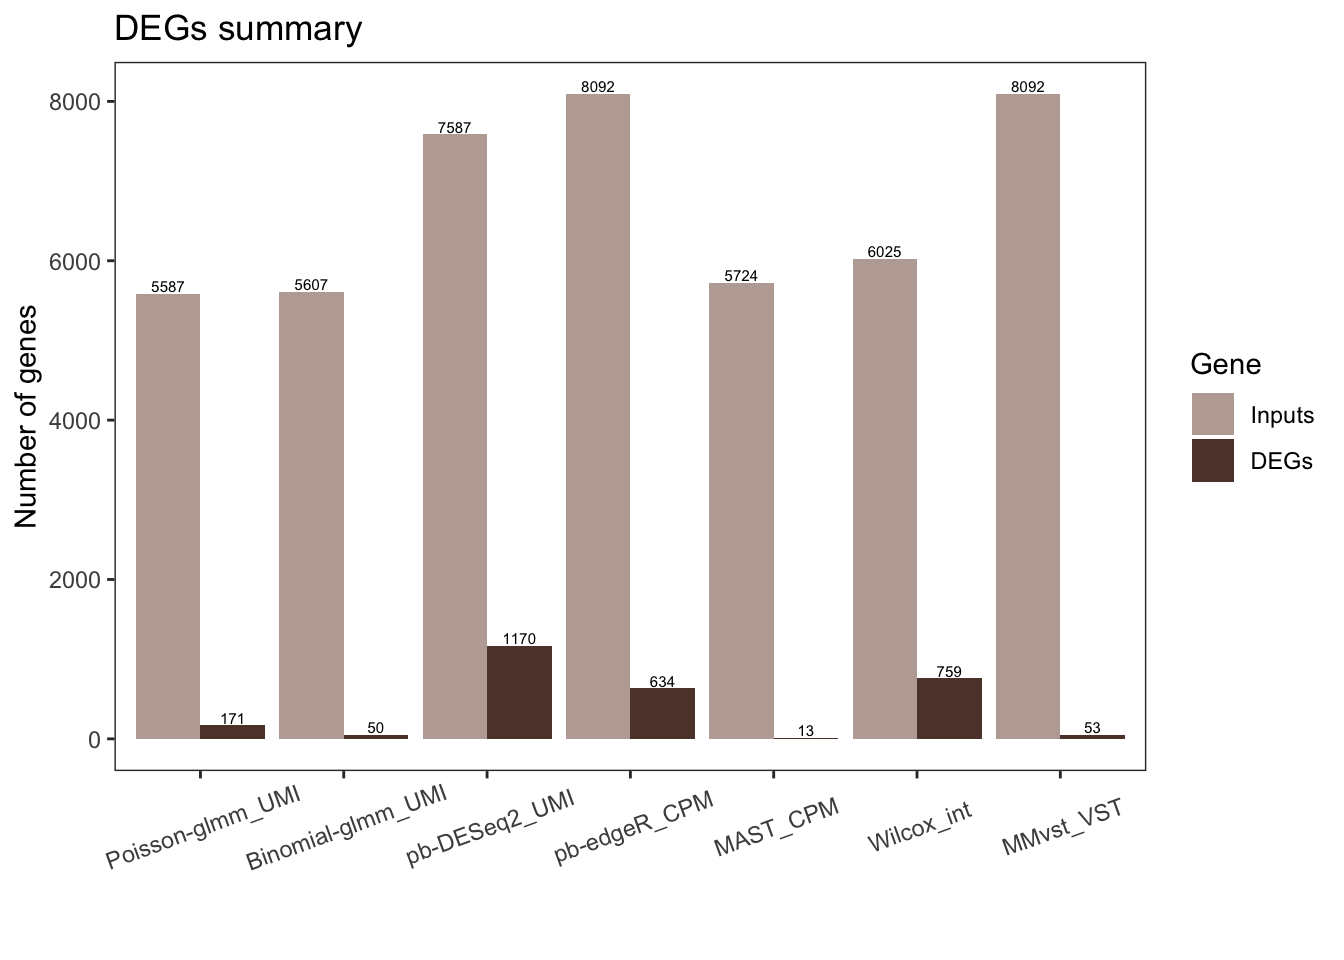 DEGs summary
Number of genes
8000
6000
4000
2000
0
5587
171
5607
50
7587
1170
8092
634
5724
13
6025
759
8092
53
Poisson-glmm_UMI
Binomial-glmm_UMI
pb-DESeq2_UMI
pb-edgeR_CPM
MAST_CPM
Wilcox_int
MMvst_VST
Gene
Inputs
DEGs